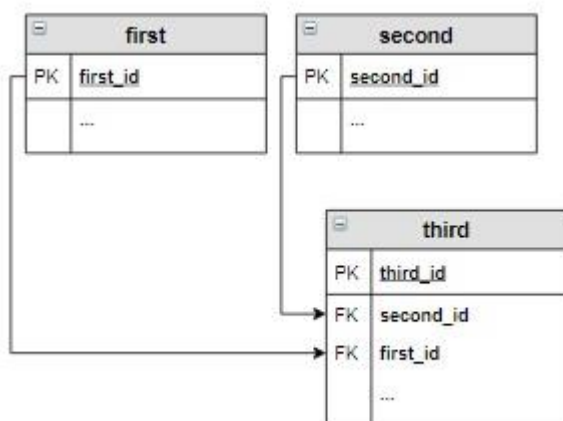 first
PK first_id
...
second
PK second_id
...
third
PK third_id
FK second_id
FK first_id
...